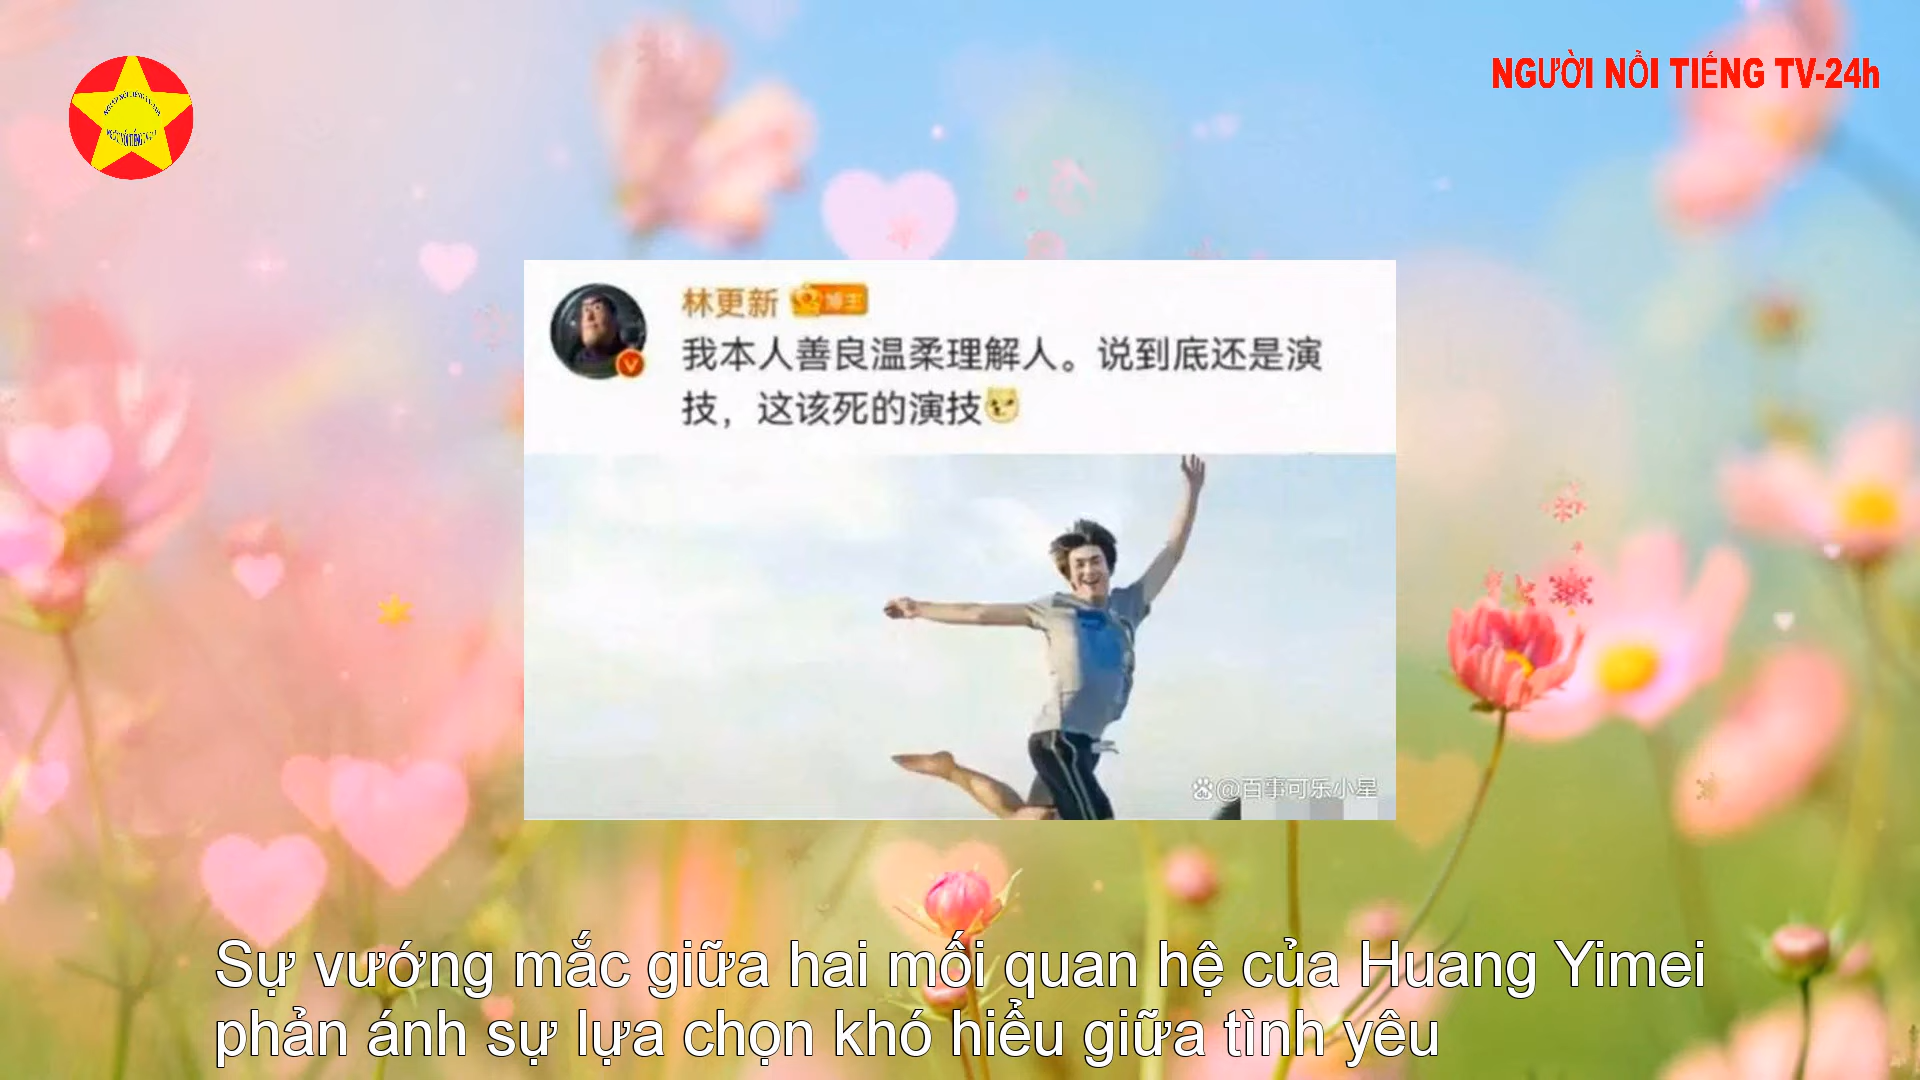 NGƯỜI NỔI TIẾNG TV-24h
林更新 博主
我本人善良温柔理解人。说到底还是演
技，这该死的演技
@百事可乐小星
Sự vướng mắc giữa hai mối quan hệ của Huang Yimei
phản ánh sự lựa chọn khó hiểu giữa tình yêu